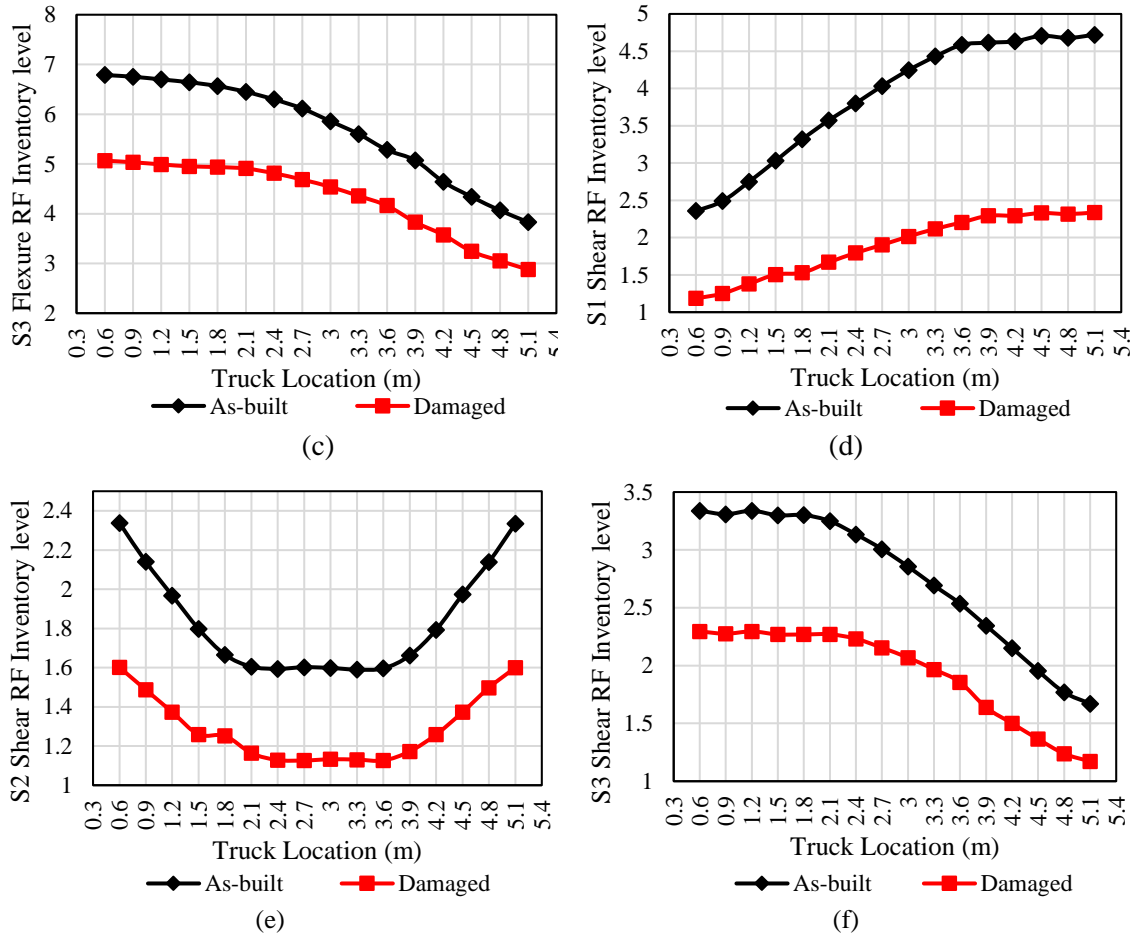 S3 Flexure RF Inventory level
7
6
5
4
3
2
0.3 0.6 0.9 1.2 1.5 1.8 2.1 2.4 2.7 3 3.3 3.6 3.9 4.2 4.5 4.8 5.1 5.4
Truck Location (m)
As-built Damaged
(c)
S1 Shear RF Inventory level
5
4.5
4
3.5
3
2.5
2
1.5
1
0.3 0.6 0.9 1.2 1.5 1.8 2.1 2.4 2.7 3 3.3 3.6 3.9 4.2 4.5 4.8 5.1 5.4
Truck Location (m)
As-built Damaged
(d)
S2 Shear RF Inventory level
2.4
2.2
2
1.8
1.6
1.4
1.2
1
0.3 0.6 0.9 1.2 1.5 1.8 2.1 2.4 2.7 3 3.3 3.6 3.9 4.2 4.5 4.8 5.1 5.4
Truck Location (m)
As-built Damaged
(e)
S3 Shear RF Inventory level
3.5
3
2.5
2
1.5
1
0.3 0.6 0.9 1.2 1.5 1.8 2.1 2.4 2.7 3 3.3 3.6 3.9 4.2 4.5 4.8 5.1 5.4
Truck Location (m)
As-built Damaged
(f)